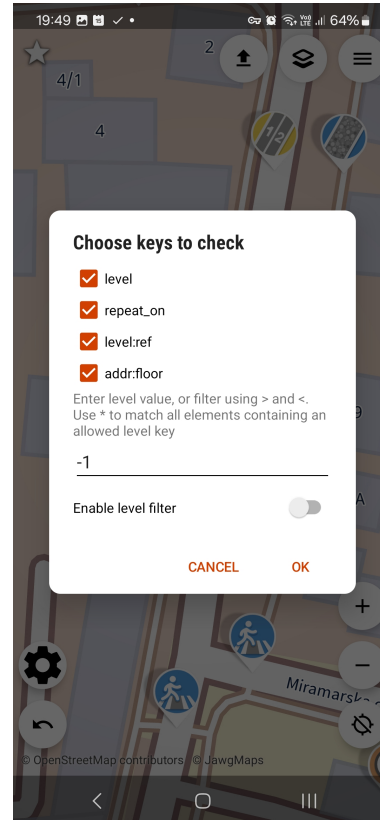 19:49
64%
2
4/1
4
Choose keys to check
level
repeat_on
level:ref
addr:floor
Enter level value, or filter using > and <.
Use * to match all elements containing an
allowed level key
-1
Enable level filter
CANCEL
OK
9
A
+
−
Miramarska
© OpenStreetMap contributors © JawgMaps